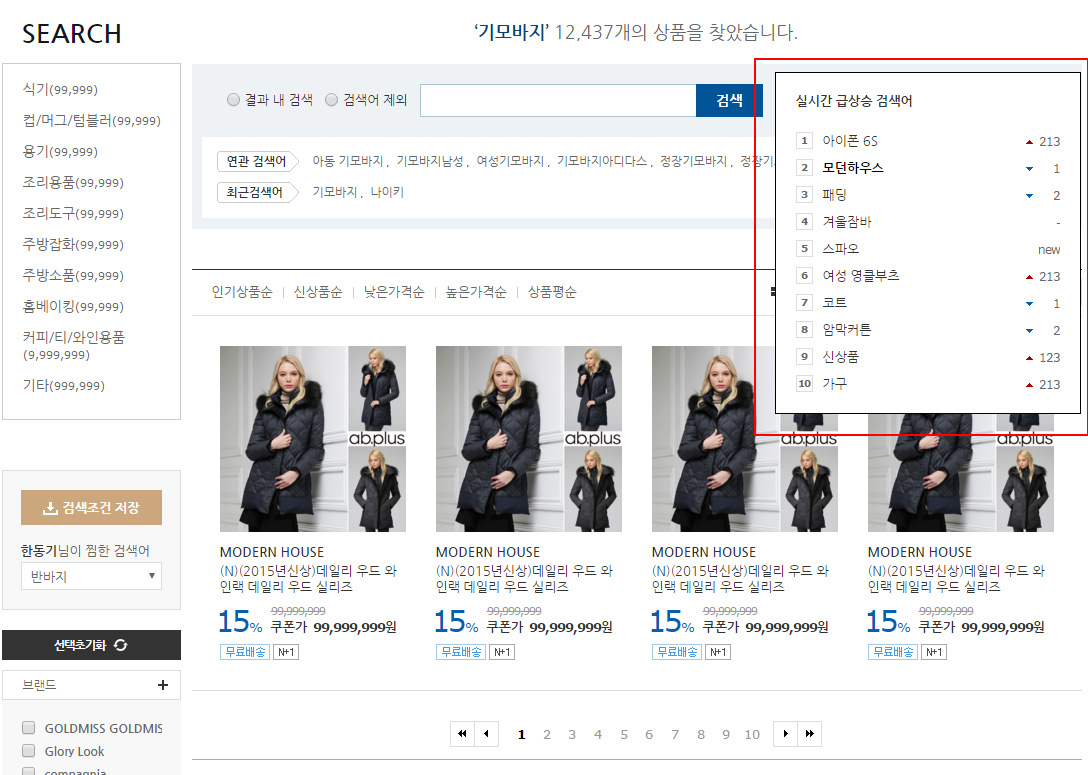 SEARCH
‘기모바지’ 12,437개의 상품을 찾았습니다.
식기(99,999)
컵/머그/텀블러(99,999)
용기(99,999)
조리용품(99,999)
조리도구(99,999)
주방잡화(99,999)
주방소품(99,999)
홈베이킹(99,999)
커피/티/와인용품
(9,999,999)
기타(999,999)
검색조건 저장
한동기님이 찜한 검색어
반바지
선택초기화
브랜드 +
GOLDMISS GOLDMIS
Glory Look
compagnia
결과 내 검색 검색어 제외 검색
연관 검색어 아동 기모바지 , 기모바지남성 , 여성기모바지 , 기모바지아디다스 , 정장기모바지 , 정장기
최근검색어 기모바지 , 나이키
실시간 급상승 검색어
1 아이폰 6S ▲ 213
2 모던하우스 ▼ 1
3 패딩 ▼ 2
4 겨울잠바 -
5 스파오 new
6 여성 영클부츠 ▲ 213
7 코트 ▼ 1
8 암막커튼 ▼ 2
9 신상품 ▲ 123
10 가구 ▲ 213
인기상품순 | 신상품순 | 낮은가격순 | 높은가격순 | 상품평순
ab.plus ab.plus ab.plus ab.plus
MODERN HOUSE
(N)(2015년신상)데일리 우드 와
인랙 데일리 우드 실리즈
99,999,999
15% 쿠폰가 99,999,999원
무료배송 N+1
MODERN HOUSE
(N)(2015년신상)데일리 우드 와
인랙 데일리 우드 실리즈
99,999,999
15% 쿠폰가 99,999,999원
무료배송 N+1
MODERN HOUSE
(N)(2015년신상)데일리 우드 와
인랙 데일리 우드 실리즈
99,999,999
15% 쿠폰가 99,999,999원
무료배송 N+1
MODERN HOUSE
(N)(2015년신상)데일리 우드 와
인랙 데일리 우드 실리즈
99,999,999
15% 쿠폰가 99,999,999원
무료배송 N+1
1 2 3 4 5 6 7 8 9 10